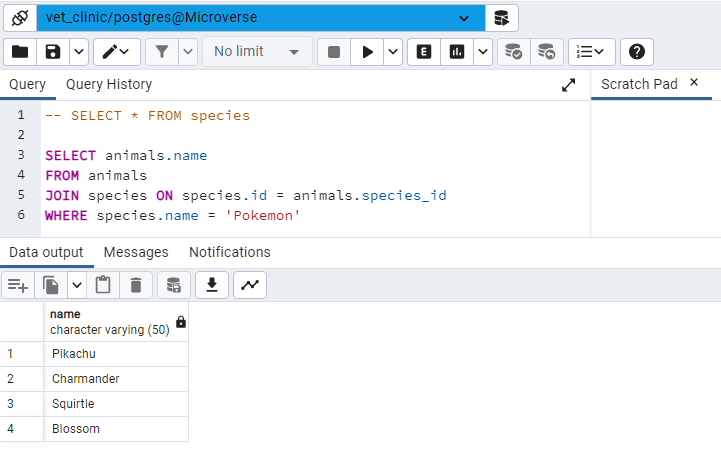 vet_clinic/postgres@Microverse
No limit
E
Query Query History Scratch Pad
1 -- SELECT * FROM species
2
3 SELECT animals.name
4 FROM animals
5 JOIN species ON species.id = animals.species_id
6 WHERE species.name = 'Pokemon'
Data output Messages Notifications
name
character varying (50)
1 Pikachu
2 Charmander
3 Squirtle
4 Blossom